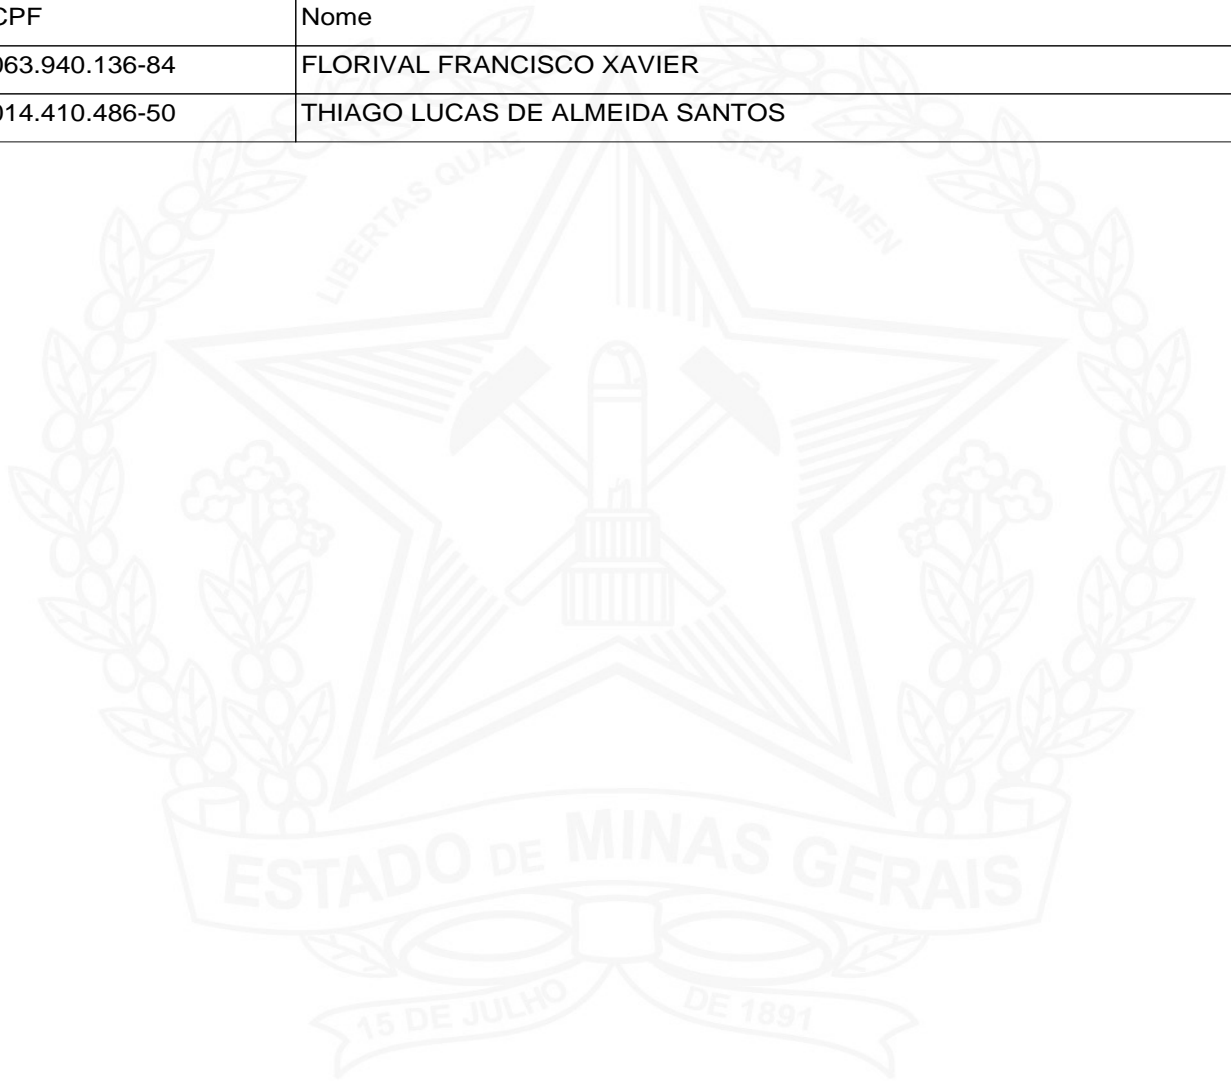 CPF Nome
063.940.136-84 FLORIVAL FRANCISCO XAVIER
014.410.486-50 THIAGO LUCAS DE ALMEIDA SANTOS
LIBERTAS QUAE SERA TAMEN
ESTADO DE MINAS GERAIS
15 DE JULHO DE 1891